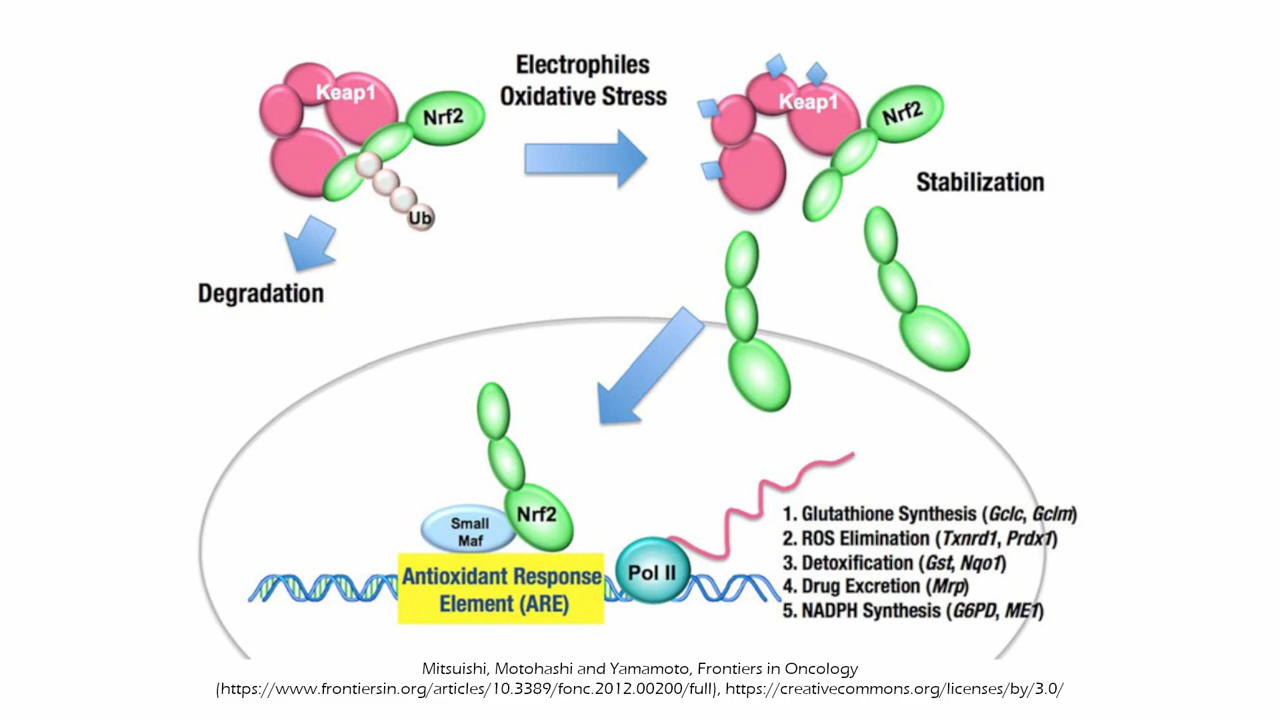 Keap1
Nrf2
Ub
Degradation
Electrophiles
Oxidative Stress
Keap1
Nrf2
Stabilization
Small
Maf
Nrf2
Antioxidant Response
Element (ARE)
Pol II
1. Glutathione Synthesis (Gclc, Gclm)
2. ROS Elimination (Txnrd1, Prdx1)
3. Detoxification (Gst, Nqo1)
4. Drug Excretion (Mrp)
5. NADPH Synthesis (G6PD, ME1)
Mitsuishi, Motohashi and Yamamoto, Frontiers in Oncology
(https://www.frontiersin.org/articles/10.3389/fonc.2012.00200/full), https://creativecommons.org/licenses/by/3.0/